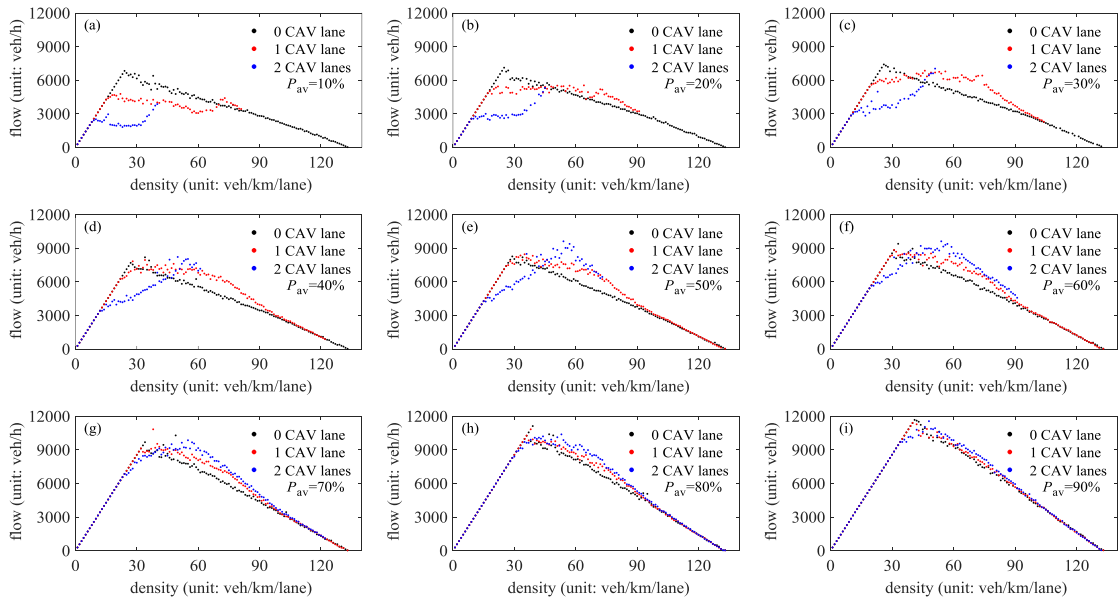 (a)
0 CAV lane
1 CAV lane
2 CAV lanes
Pav=10%
12000
9000
6000
3000
0
flow (unit: veh/h)
0 30 60 90 120
density (unit: veh/km/lane)
(b)
0 CAV lane
1 CAV lane
2 CAV lanes
Pav=20%
12000
9000
6000
3000
0
flow (unit: veh/h)
0 30 60 90 120
density (unit: veh/km/lane)
(c)
0 CAV lane
1 CAV lane
2 CAV lanes
Pav=30%
12000
9000
6000
3000
0
flow (unit: veh/h)
0 30 60 90 120
density (unit: veh/km/lane)
(d)
0 CAV lane
1 CAV lane
2 CAV lanes
Pav=40%
12000
9000
6000
3000
0
flow (unit: veh/h)
0 30 60 90 120
density (unit: veh/km/lane)
(e)
0 CAV lane
1 CAV lane
2 CAV lanes
Pav=50%
12000
9000
6000
3000
0
flow (unit: veh/h)
0 30 60 90 120
density (unit: veh/km/lane)
(f)
0 CAV lane
1 CAV lane
2 CAV lanes
Pav=60%
12000
9000
6000
3000
0
flow (unit: veh/h)
0 30 60 90 120
density (unit: veh/km/lane)
(g)
0 CAV lane
1 CAV lane
2 CAV lanes
Pav=70%
12000
9000
6000
3000
0
flow (unit: veh/h)
0 30 60 90 120
density (unit: veh/km/lane)
(h)
0 CAV lane
1 CAV lane
2 CAV lanes
Pav=80%
12000
9000
6000
3000
0
flow (unit: veh/h)
0 30 60 90 120
density (unit: veh/km/lane)
(i)
0 CAV lane
1 CAV lane
2 CAV lanes
Pav=90%
12000
9000
6000
3000
0
flow (unit: veh/h)
0 30 60 90 120
density (unit: veh/km/lane)